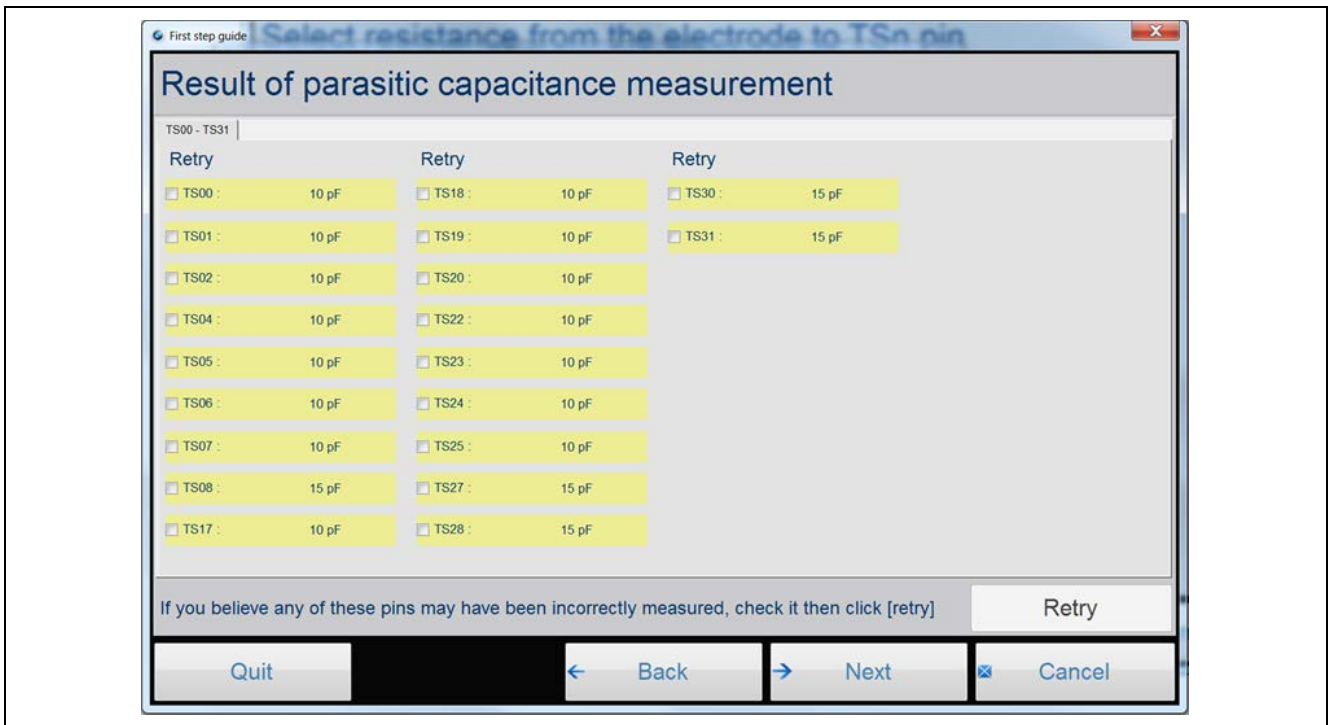 First step guide
Select resistance from the electrode to TSn pin
Result of parasitic capacitance measurement
TS00 - TS31
Retry Retry Retry
TS00 : 10 pF TS18 : 10 pF TS30 : 15 pF
TS01 : 10 pF TS19 : 10 pF TS31 : 15 pF
TS02 : 10 pF TS20 : 10 pF
TS04 : 10 pF TS22 : 10 pF
TS05 : 10 pF TS23 : 10 pF
TS06 : 10 pF TS24 : 10 pF
TS07 : 10 pF TS25 : 10 pF
TS08 : 15 pF TS27 : 15 pF
TS17 : 10 pF TS28 : 15 pF
If you believe any of these pins may have been incorrectly measured, check it then click [retry] Retry
Quit Back Next Cancel